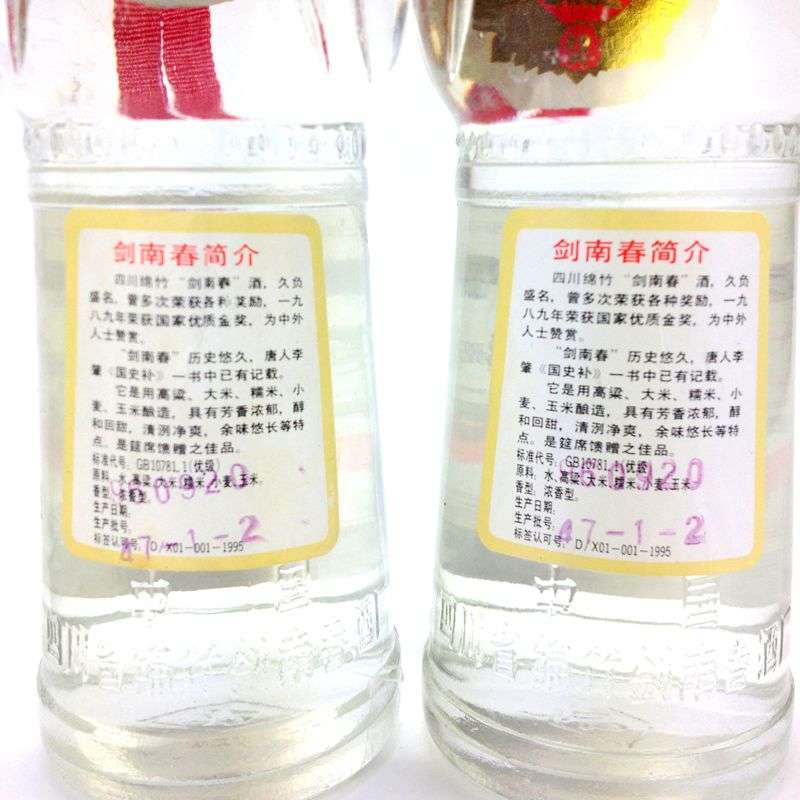 剑南春简介
四川绵竹“剑南春”酒，久负
盛名，曾多次荣获各种奖励，一九
八九年荣获国家优质金奖，为中外
人士赞赏。
“剑南春”历史悠久，唐人李
肇《国史补》一书中已有记载。
它是用高粱、大米、糯米、小
麦、玉米酿造，具有芳香浓郁，醇
和回甜，清洌净爽，余味悠长等特
点。是筵席馈赠之佳品。
标准代号：GB10781.1(优级)
原料：水、高粱、大米、糯米、小麦、玉米。
香型：浓香型。
960920
生产日期：
生产批号：
47-1-2
标签认可号：D/X01-001-1995
剑南春简介
四川绵竹“剑南春”酒，久负
盛名，曾多次荣获各种奖励，一九
八九年荣获国家优质金奖，为中外
人士赞赏。
“剑南春”历史悠久，唐人李
肇《国史补》一书中已有记载。
它是用高粱、大米、糯米、小
麦、玉米酿造，具有芳香浓郁，醇
和回甜，清洌净爽，余味悠长等特
点。是筵席馈赠之佳品。
标准代号：GB10781.1(优级)
原料：水、高粱、大米、糯米、小麦、玉米。
香型：浓香型。
960920
生产日期：
生产批号：
47-1-2
标签认可号：D/X01-001-1995